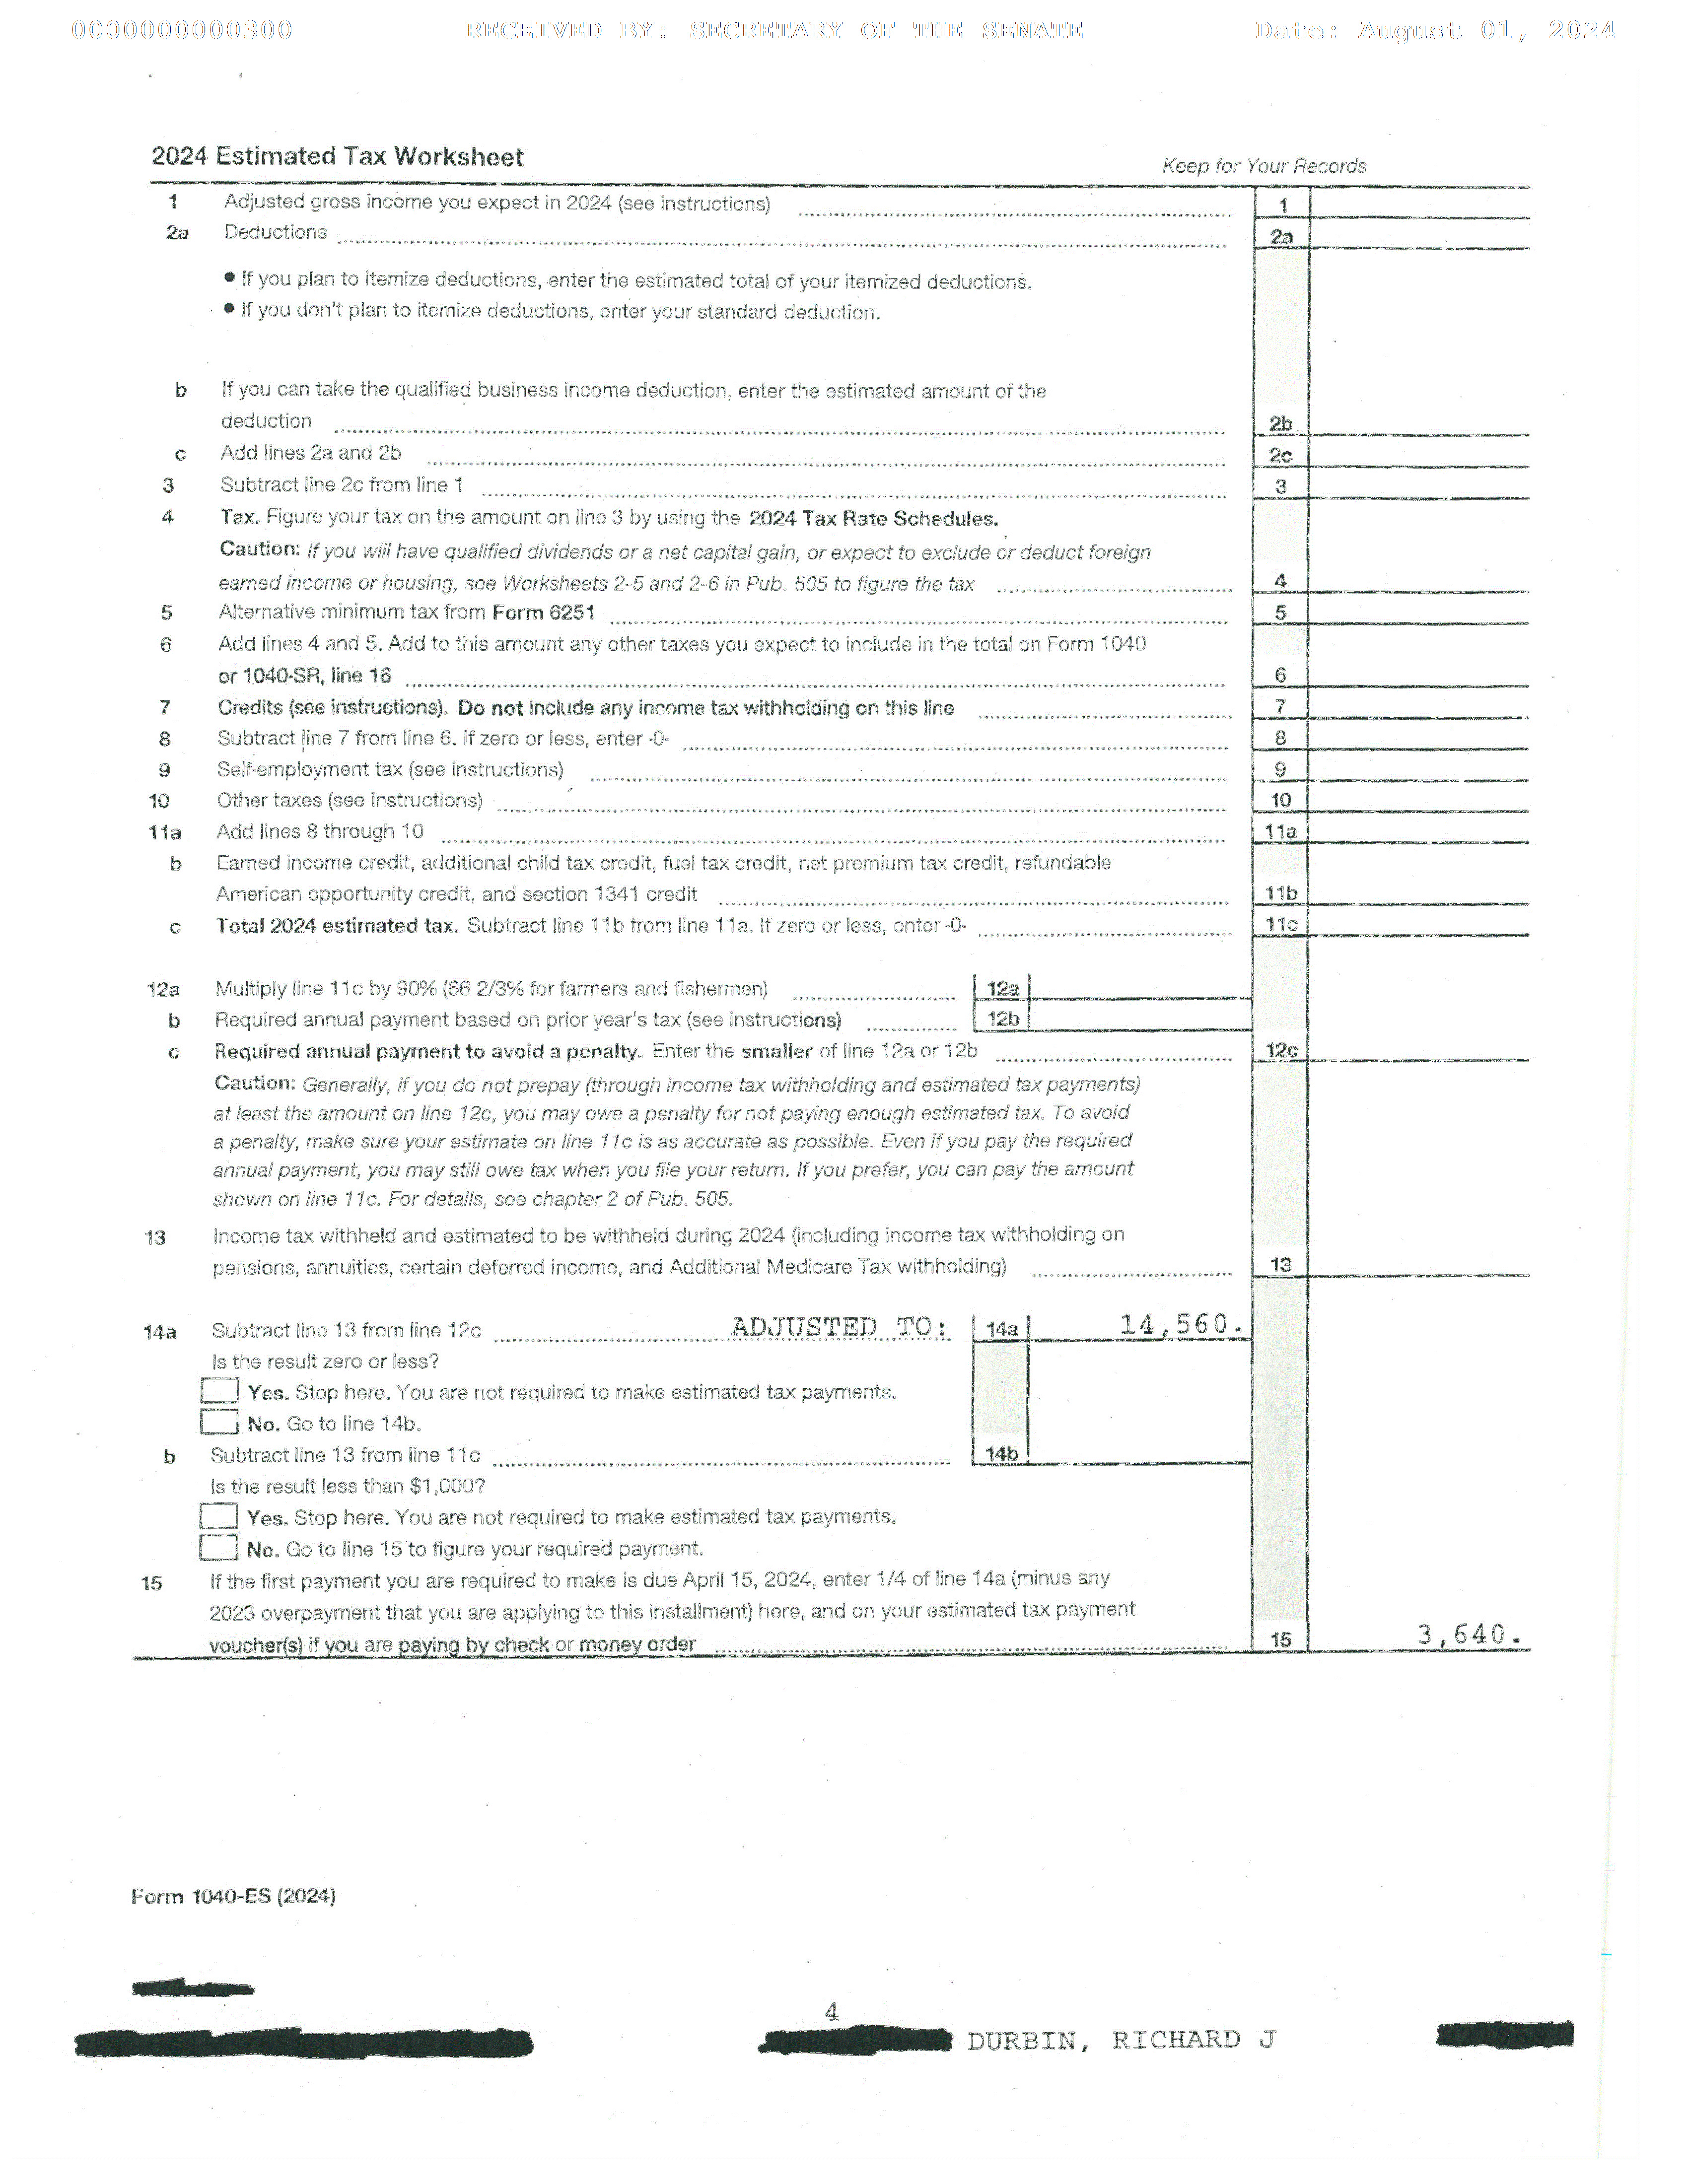 0000000000300 RECEIVED BY: SECRETARY OF THE SENATE Date: August 01, 2024
2024 Estimated Tax Worksheet Keep for Your Records
1 Adjusted gross income you expect in 2024 (see instructions) 1
2a Deductions 2a
• If you plan to itemize deductions, enter the estimated total of your itemized deductions.
• If you don't plan to itemize deductions, enter your standard deduction.
b If you can take the qualified business income deduction, enter the estimated amount of the
deduction 2b
c Add lines 2a and 2b 2c
3 Subtract line 2c from line 1 3
4 Tax. Figure your tax on the amount on line 3 by using the 2024 Tax Rate Schedules.
Caution: If you will have qualified dividends or a net capital gain, or expect to exclude or deduct foreign
earned income or housing, see Worksheets 2-5 and 2-6 in Pub. 505 to figure the tax 4
5 Alternative minimum tax from Form 6251 5
6 Add lines 4 and 5. Add to this amount any other taxes you expect to include in the total on Form 1040
or 1040-SR, line 16 6
7 Credits (see instructions). Do not include any income tax withholding on this line 7
8 Subtract line 7 from line 6. If zero or less, enter -0- 8
9 Self-employment tax (see instructions) 9
10 Other taxes (see instructions) 10
11a Add lines 8 through 10 11a
b Earned income credit, additional child tax credit, fuel tax credit, net premium tax credit, refundable
American opportunity credit, and section 1341 credit 11b
c Total 2024 estimated tax. Subtract line 11b from line 11a. If zero or less, enter -0- 11c
12a Multiply line 11c by 90% (66 2/3% for farmers and fishermen) 12a
b Required annual payment based on prior year's tax (see instructions) 12b
c Required annual payment to avoid a penalty. Enter the smaller of line 12a or 12b 12c
Caution: Generally, if you do not prepay (through income tax withholding and estimated tax payments)
at least the amount on line 12c, you may owe a penalty for not paying enough estimated tax. To avoid
a penalty, make sure your estimate on line 11c is as accurate as possible. Even if you pay the required
annual payment, you may still owe tax when you file your return. If you prefer, you can pay the amount
shown on line 11c. For details, see chapter 2 of Pub. 505.
13 Income tax withheld and estimated to be withheld during 2024 (including income tax withholding on
pensions, annuities, certain deferred income, and Additional Medicare Tax withholding) 13
14a Subtract line 13 from line 12c ADJUSTED TO: 14a 14,560.
Is the result zero or less?
Yes. Stop here. You are not required to make estimated tax payments.
No. Go to line 14b.
b Subtract line 13 from line 11c 14b
Is the result less than $1,000?
Yes. Stop here. You are not required to make estimated tax payments.
No. Go to line 15 to figure your required payment.
15 If the first payment you are required to make is due April 15, 2024, enter 1/4 of line 14a (minus any
2023 overpayment that you are applying to this installment) here, and on your estimated tax payment
voucher(s) if you are paying by check or money order 15 3,640.
Form 1040-ES (2024)
4
DURBIN, RICHARD J